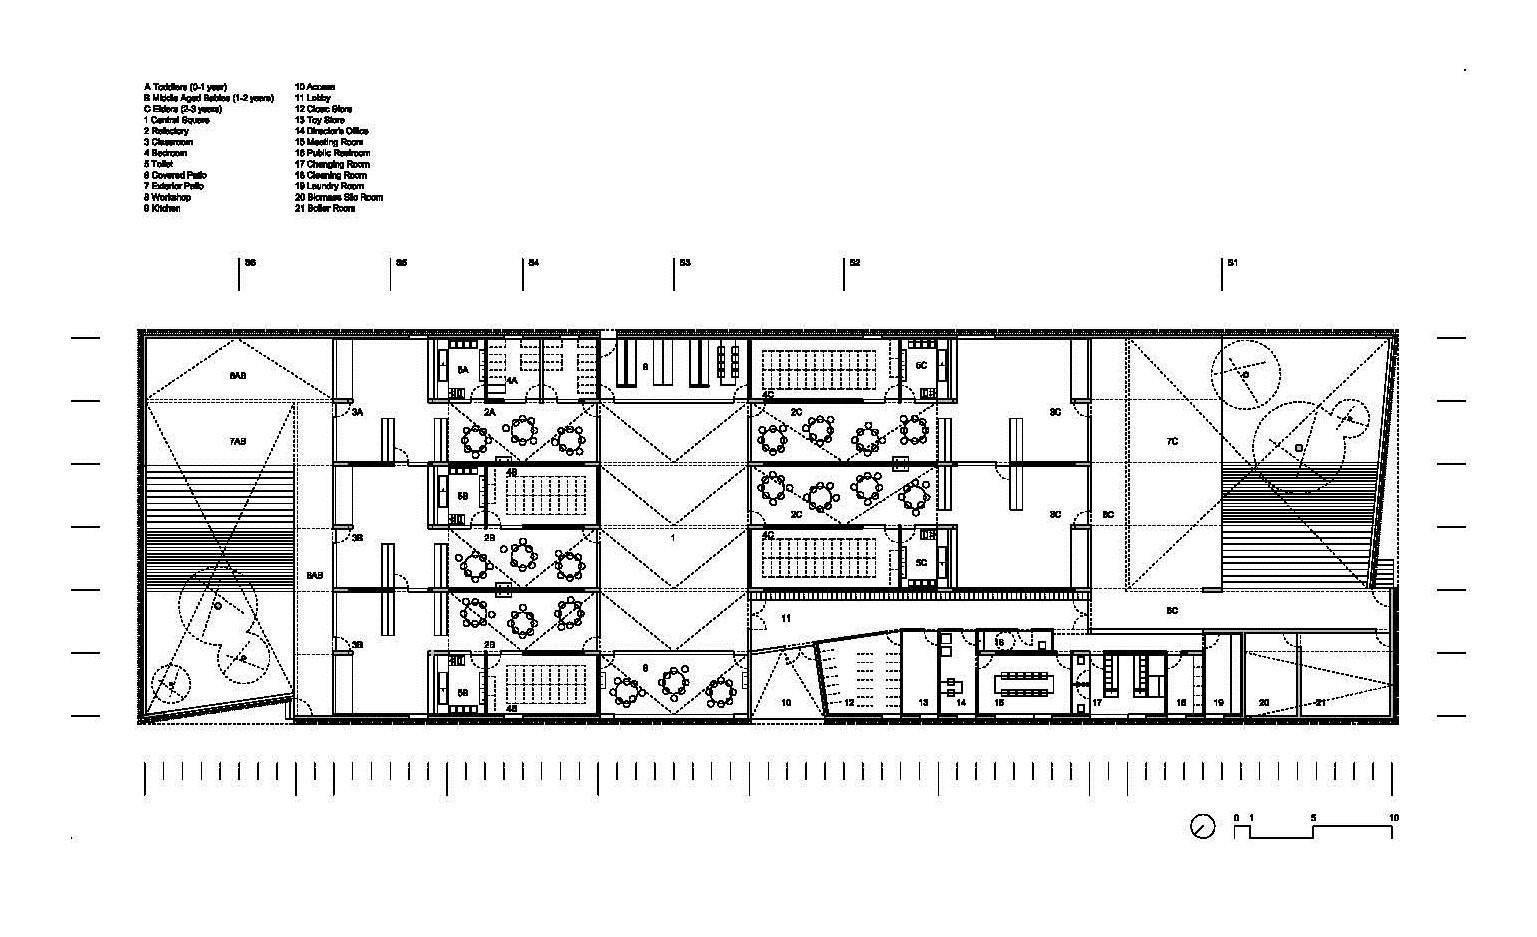 A Toddlers (0-1 year)
B Middle Aged Babies (1-2 years)
C Elders (2-3 years)
1 Central Square
2 Refectory
3 Classroom
4 Bedroom
5 Toilet
6 Covered Patio
7 Exterior Patio
8 Workshop
9 Kitchen
10 Access
11 Lobby
12 Closc Store
13 Toy Store
14 Director's Office
15 Meeting Room
16 Public Restroom
17 Changing Room
18 Cleaning Room
19 Laundry Room
20 Biomass Silo Room
21 Boiler Room
S6 S5 S4 S3 S2 S1
6AB 5A 4A 9 4C 5C
3A 2A 2C 3C
7AB 7C
4B
5B 2C 3C 6C
3B 2B 1 4C
6AB 5C
11 6C
3B 2B 16
5B 8
4B 10 12 13 14 15 17 18 19 20 21
0 1 5 10